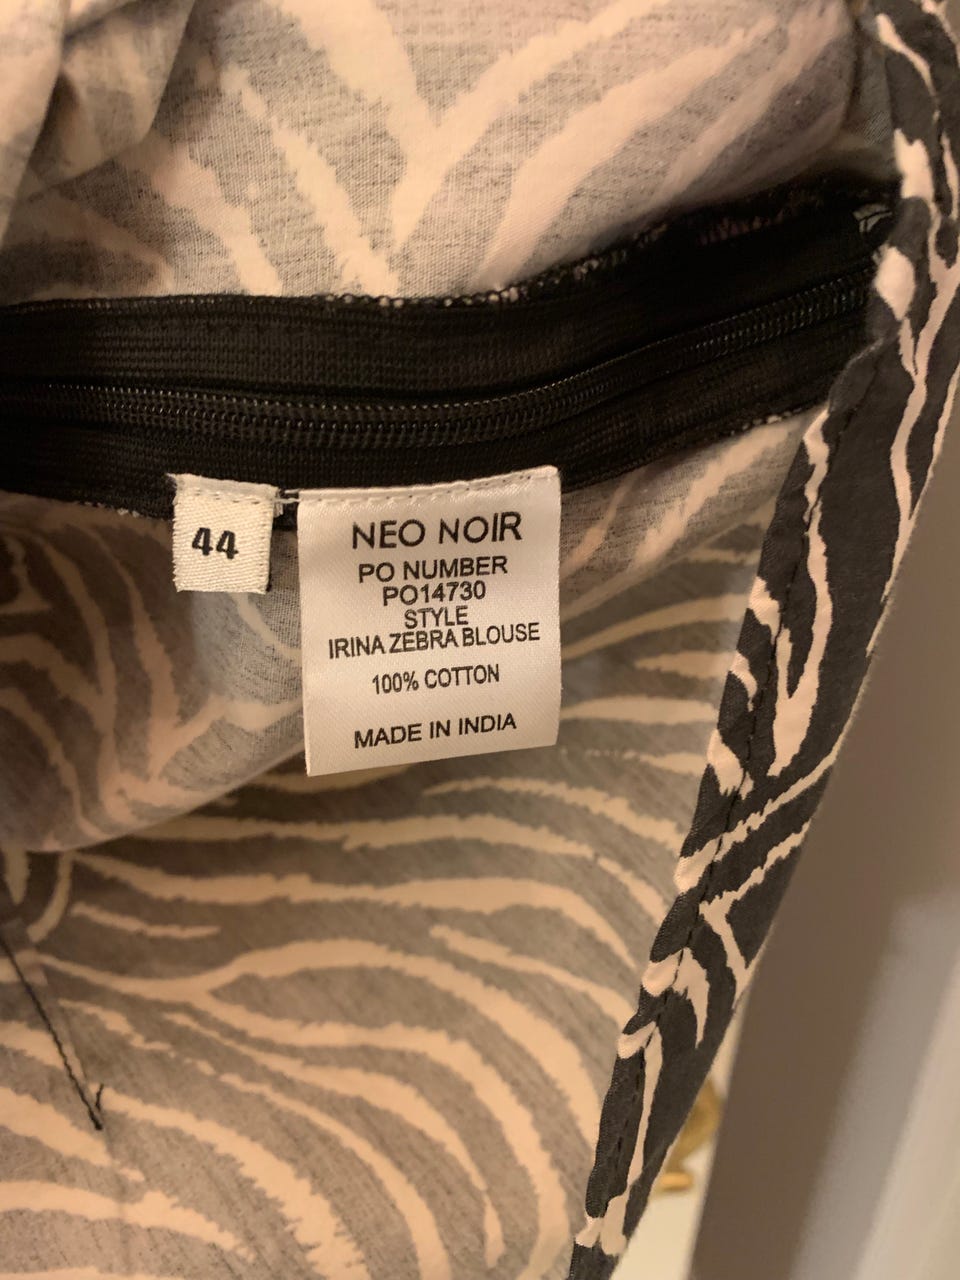 44
NEO NOIR
PO NUMBER
PO14730
STYLE
IRINA ZEBRA BLOUSE
100% COTTON
MADE IN INDIA